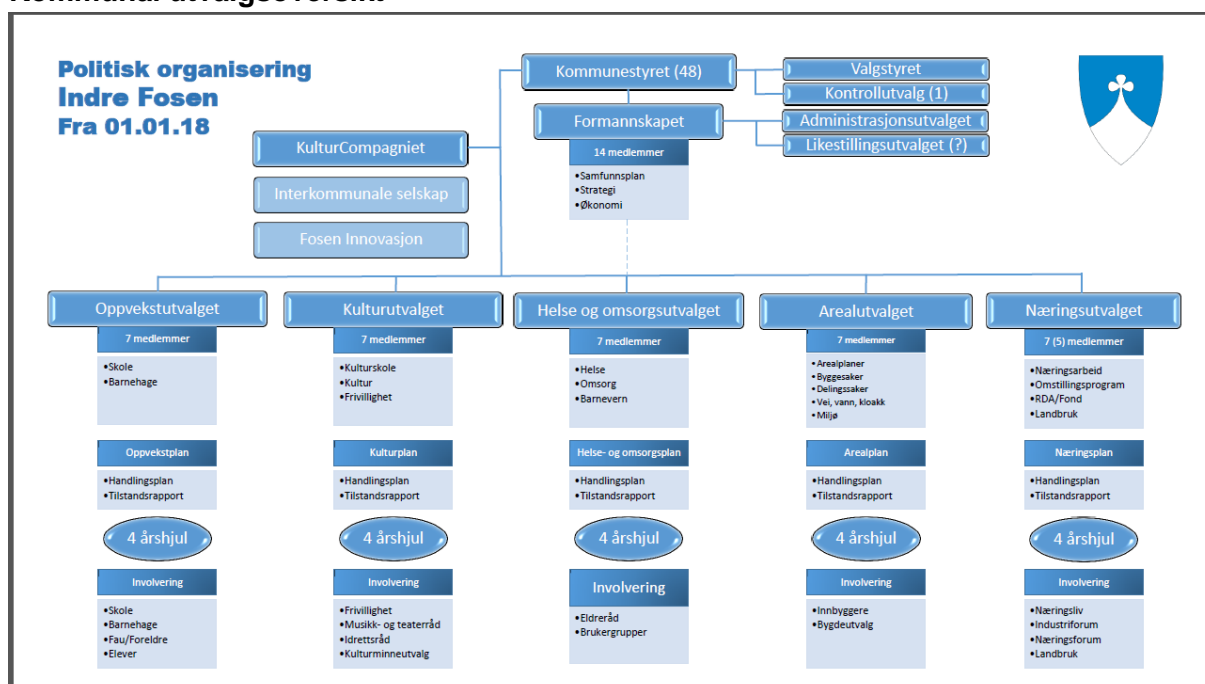 Politisk organisering
Indre Fosen
Fra 01.01.18
Kommunestyret (48)
Valgstyret
Kontrollutvalg (1)
Formannskapet
Administrasjonsutvalget
Likestillingsutvalget (?)
14 medlemmer
•Samfunnsplan
•Strategi
•Økonomi
KulturCompagniet
Interkommunale selskap
Fosen Innovasjon
Oppvekstutvalget
7 medlemmer
•Skole
•Barnehage
Oppvekstplan
•Handlingsplan
•Tilstandsrapport
4 årshjul
Involvering
•Skole
•Barnehage
•Fau/Foreldre
•Elever
Kulturutvalget
7 medlemmer
•Kulturskole
•Kultur
•Frivillighet
Kulturplan
•Handlingsplan
•Tilstandsrapport
4 årshjul
Involvering
•Frivillighet
•Musikk- og teaterråd
•Idrettsråd
•Kulturminneutvalg
Helse og omsorgsutvalget
7 medlemmer
•Helse
•Omsorg
•Barnevern
Helse- og omsorgsplan
•Handlingsplan
•Tilstandsrapport
4 årshjul
Involvering
•Eldreråd
•Brukergrupper
Arealutvalget
7 medlemmer
•Arealplaner
•Byggesaker
•Delingssaker
•Vei, vann, kloakk
•Miljø
Arealplan
•Handlingsplan
•Tilstandsrapport
4 årshjul
Involvering
•Innbyggere
•Bygdeutvalg
Næringsutvalget
7 (5) medlemmer
•Næringsarbeid
•Omstillingsprogram
•RDA/Fond
•Landbruk
Næringsplan
•Handlingsplan
•Tilstandsrapport
4 årshjul
Involvering
•Næringsliv
•Industriforum
•Næringsforum
•Landbruk